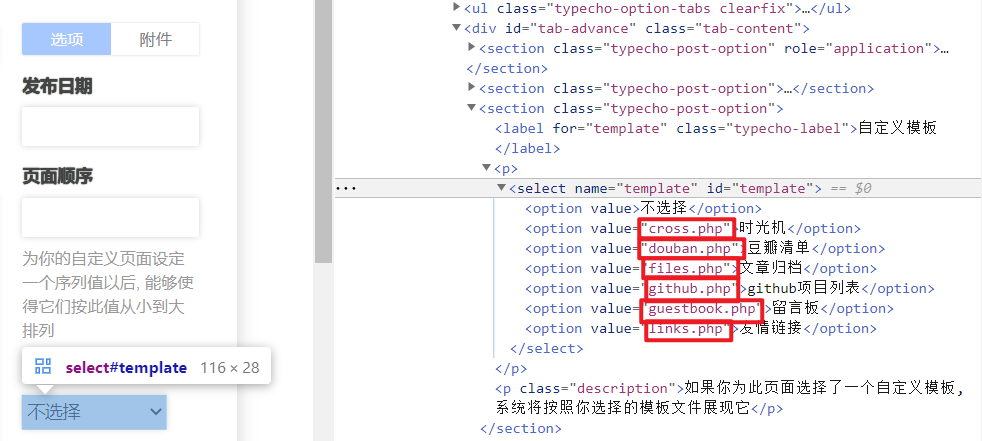 选项 附件
发布日期
页面顺序
为你的自定义页面设定
一个序列值以后, 能够使
得它们按此值从小到大
排列
select#template 116 × 28
不选择
▶<ul class="typecho-option-tabs clearfix">…</ul>
▼<div id="tab-advance" class="tab-content">
▶<section class="typecho-post-option" role="application">…
</section>
▶<section class="typecho-post-option">…</section>
▼<section class="typecho-post-option">
<label for="template" class="typecho-label">自定义模板
</label>
▼<p>
▼<select name="template" id="template"> == $0
<option value>不选择</option>
<option value="cross.php">时光机</option>
<option value="douban.php">豆瓣清单</option>
<option value="files.php">文章归档</option>
<option value="github.php">github项目列表</option>
<option value="guestbook.php">留言板</option>
<option value="links.php">友情链接</option>
</select>
</p>
<p class="description">如果你为此页面选择了一个自定义模板,
系统将按照你选择的模板文件展现它</p>
</section>